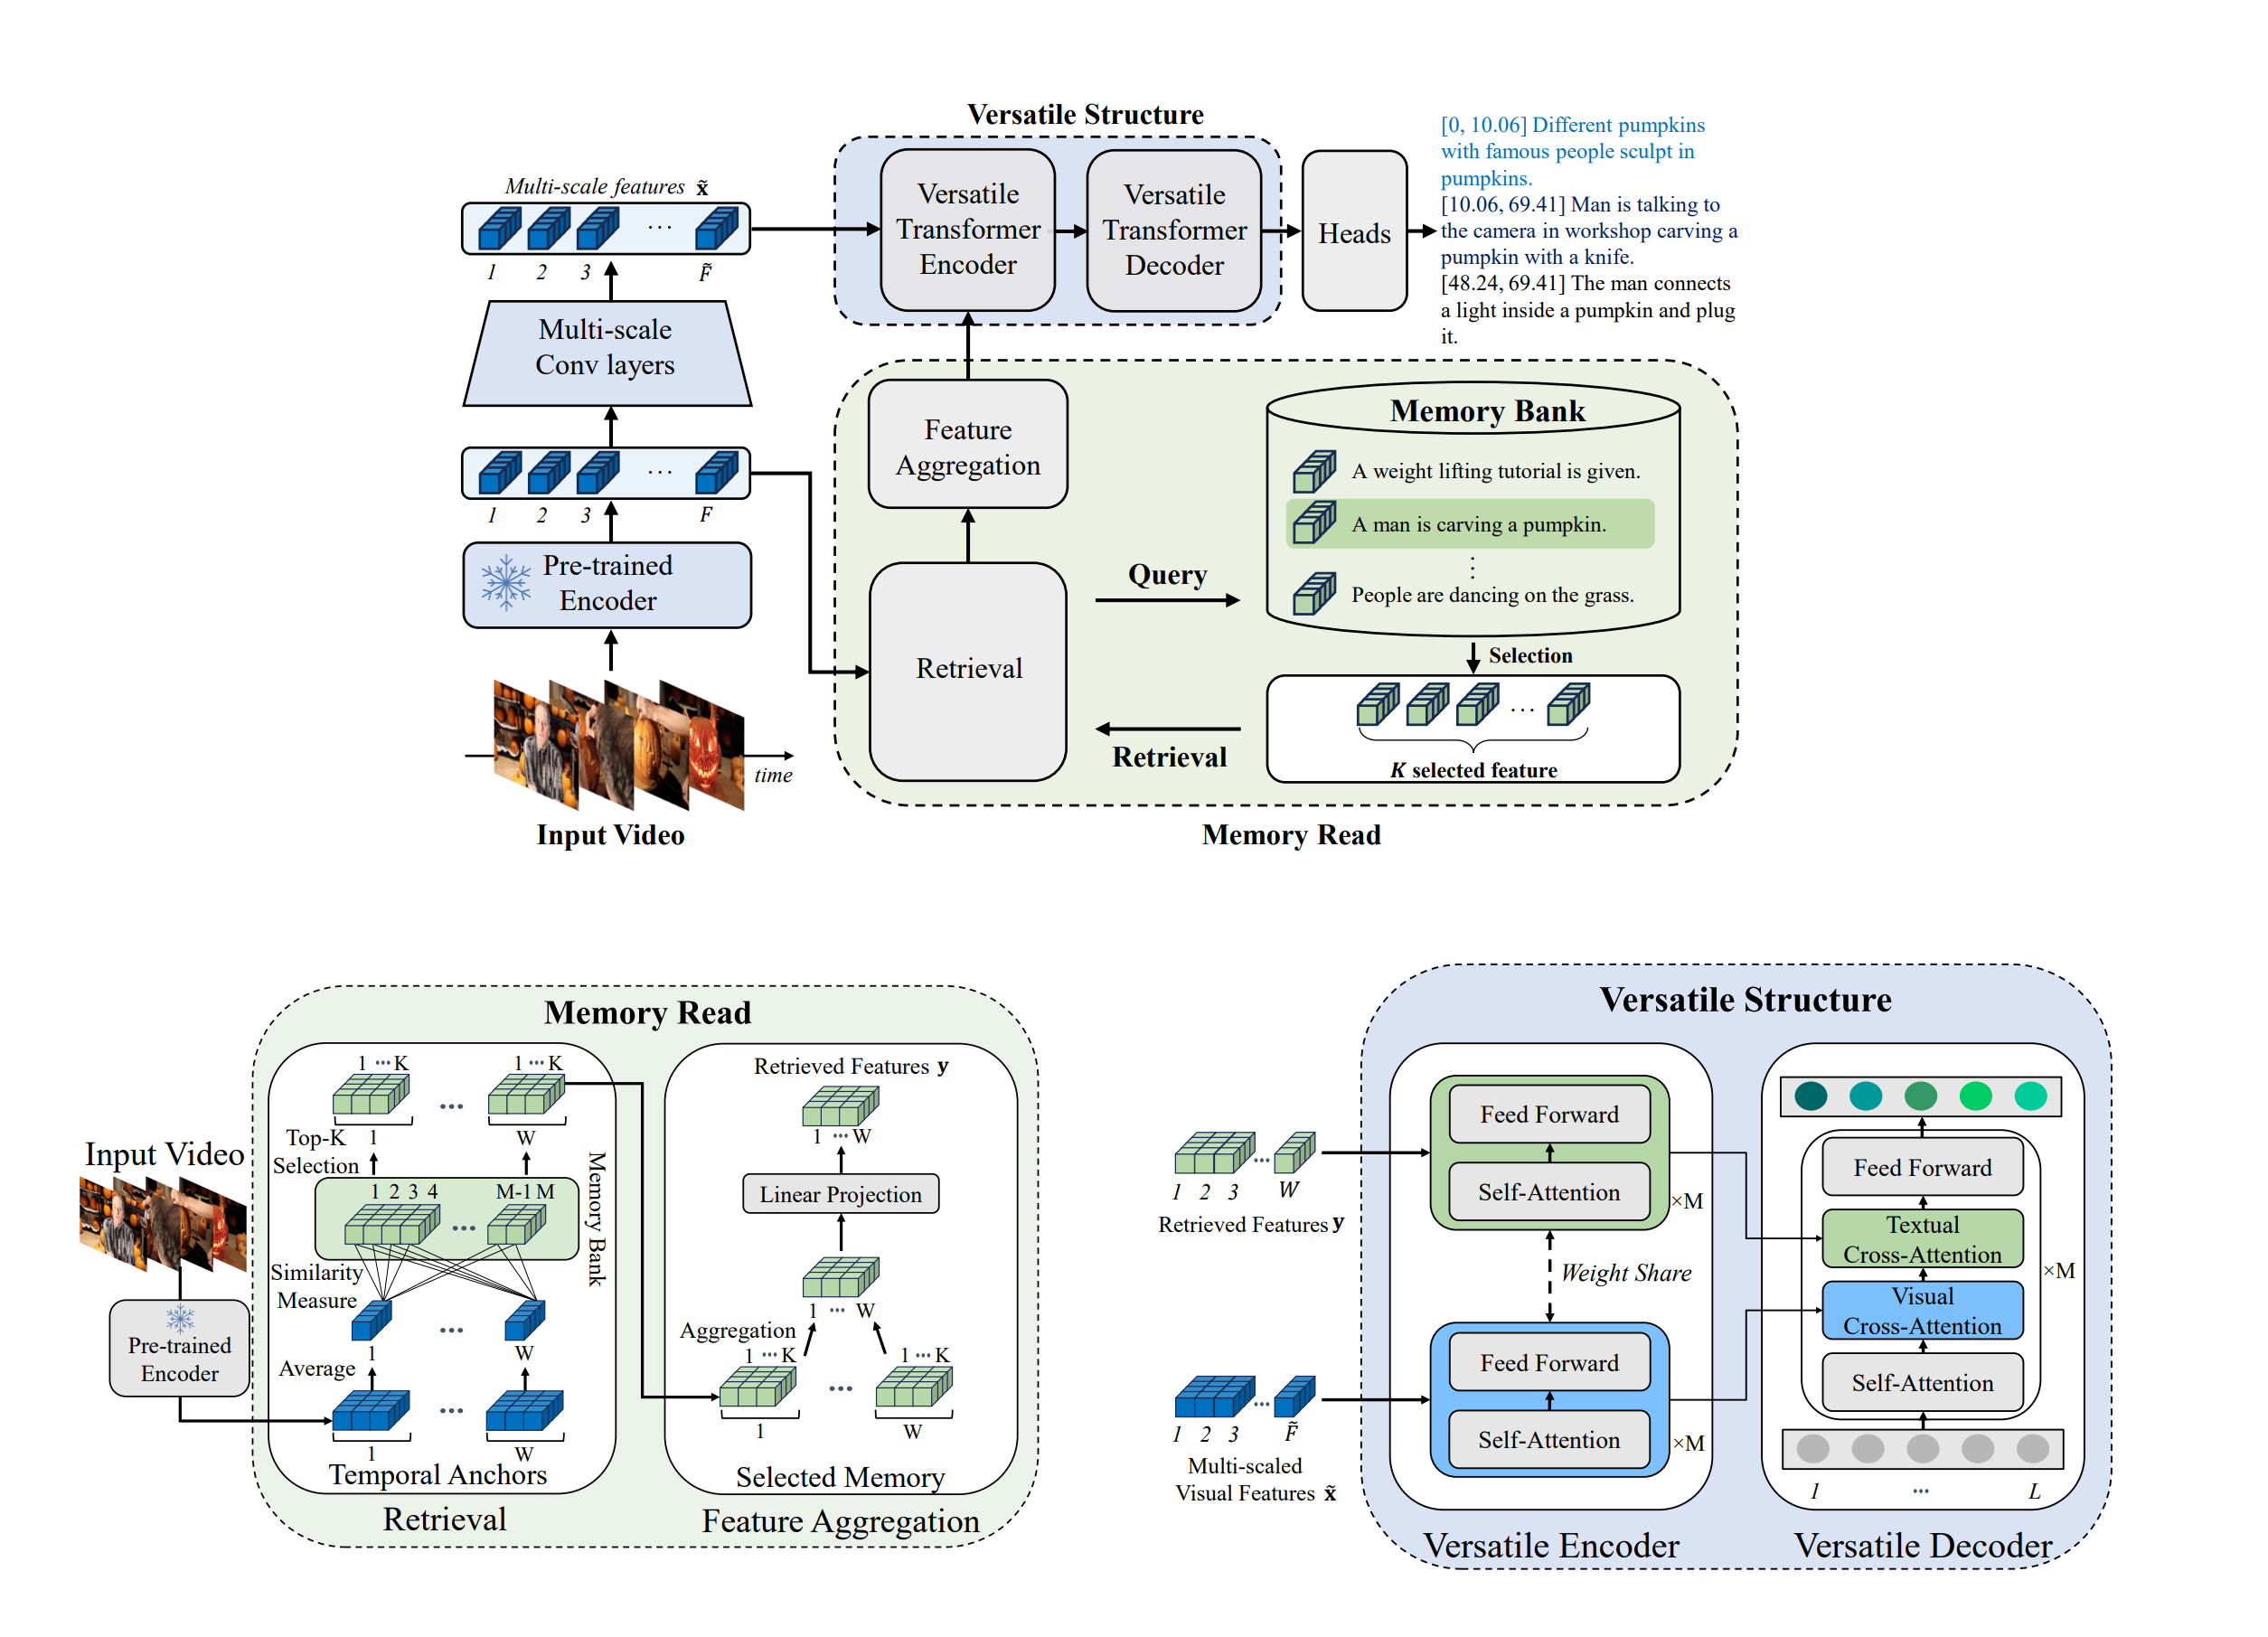 Versatile Structure
Multi-scale features x̃
1 2 3 ··· F̃
Multi-scale
Conv layers
1 2 3 ··· F
Pre-trained
Encoder
time
Input Video
Versatile
Transformer
Encoder
Versatile
Transformer
Decoder
Heads
[0, 10.06] Different pumpkins
with famous people sculpt in
pumpkins.
[10.06, 69.41] Man is talking to
the camera in workshop carving a
pumpkin with a knife.
[48.24, 69.41] The man connects
a light inside a pumpkin and plug
it.
Feature
Aggregation
Retrieval
Query
Retrieval
Memory Bank
A weight lifting tutorial is given.
A man is carving a pumpkin.
⋮
People are dancing on the grass.
Selection
···
K selected feature
Memory Read
Memory Read
Input Video
Pre-trained
Encoder
1 ··· K
1 ··· K
···
Top-K
Selection
1
W
1 2 3 4
M-1 M
···
Memory Bank
Similarity
Measure
1
···
W
Average
···
1
W
Temporal Anchors
Retrieval
Retrieved Features y
1 ··· W
Linear Projection
1 ··· W
Aggregation
1 ··· K
1 ··· K
···
1
W
Selected Memory
Feature Aggregation
Versatile Structure
1 2 3 ··· W
Retrieved Features y
1 2 3 ··· F̃
Multi-scaled
Visual Features x̃
Feed Forward
Self-Attention
×M
Weight Share
Feed Forward
Self-Attention
×M
Versatile Encoder
Feed Forward
Textual
Cross-Attention
Visual
Cross-Attention
Self-Attention
×M
1 ··· L
Versatile Decoder